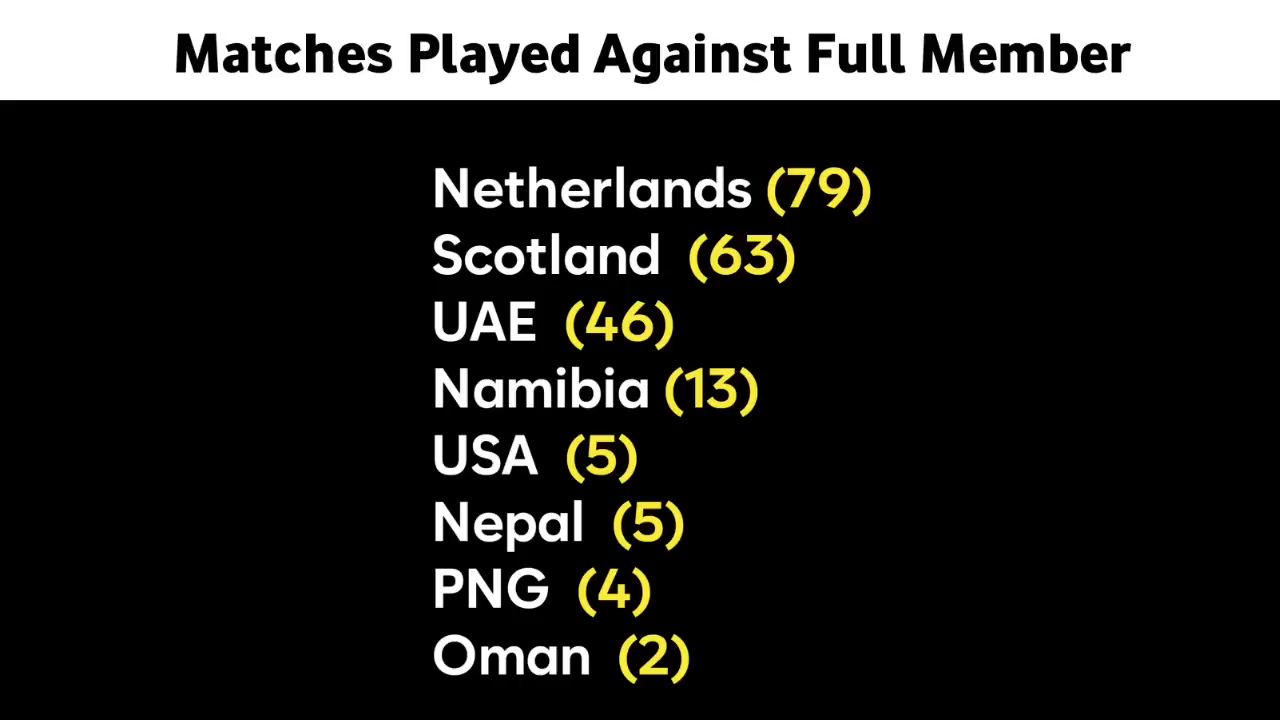 Matches Played Against Full Member
Netherlands (79)
Scotland (63)
UAE (46)
Namibia (13)
USA (5)
Nepal (5)
PNG (4)
Oman (2)